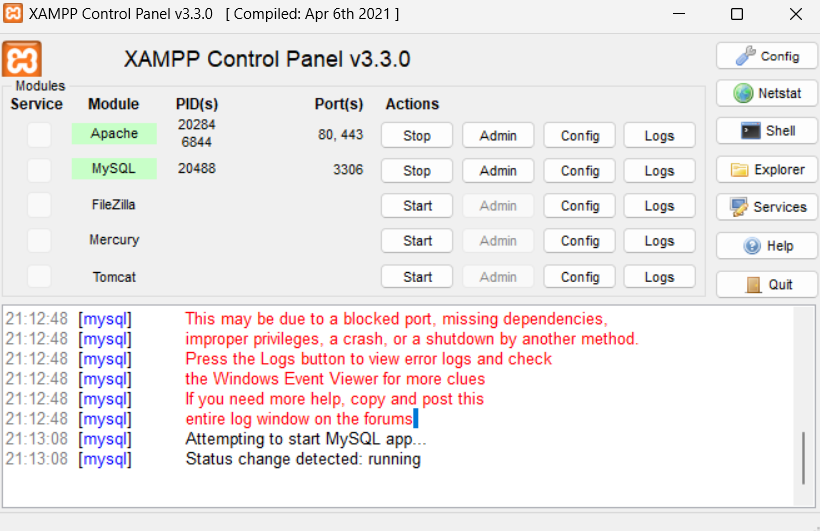 XAMPP Control Panel v3.3.0 [ Compiled: Apr 6th 2021 ]
XAMPP Control Panel v3.3.0
Config
Modules
Service Module PID(s) Port(s) Actions
Netstat
Apache 20284 6844 80, 443 Stop Admin Config Logs
Shell
MySQL 20488 3306 Stop Admin Config Logs
Explorer
FileZilla Start Admin Config Logs
Services
Mercury Start Admin Config Logs
Help
Tomcat Start Admin Config Logs
Quit
21:12:48 [mysql] This may be due to a blocked port, missing dependencies,
21:12:48 [mysql] improper privileges, a crash, or a shutdown by another method.
21:12:48 [mysql] Press the Logs button to view error logs and check
21:12:48 [mysql] the Windows Event Viewer for more clues
21:12:48 [mysql] If you need more help, copy and post this
21:12:48 [mysql] entire log window on the forums
21:13:08 [mysql] Attempting to start MySQL app...
21:13:08 [mysql] Status change detected: running